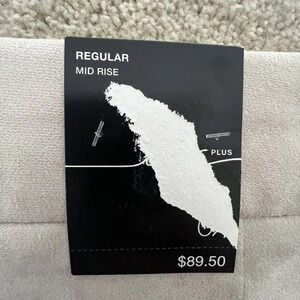 REGULAR
MID RISE
PLUS
$89.50